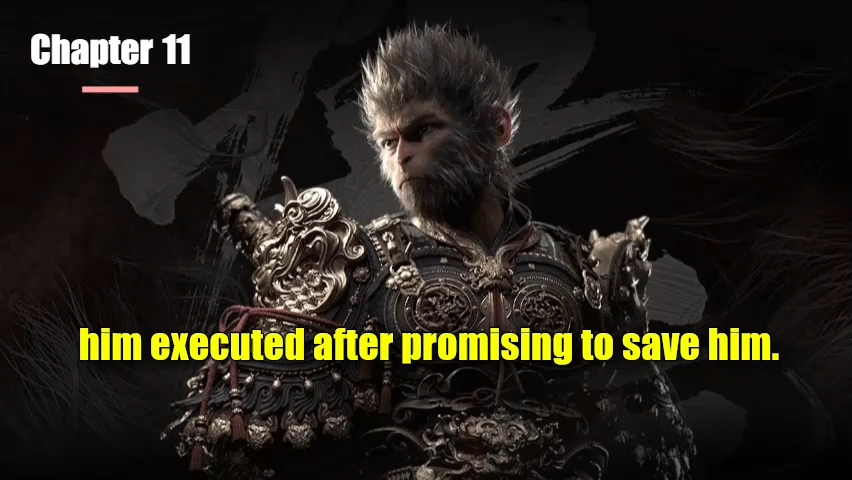 Chapter 11
him executed after promising to save him.